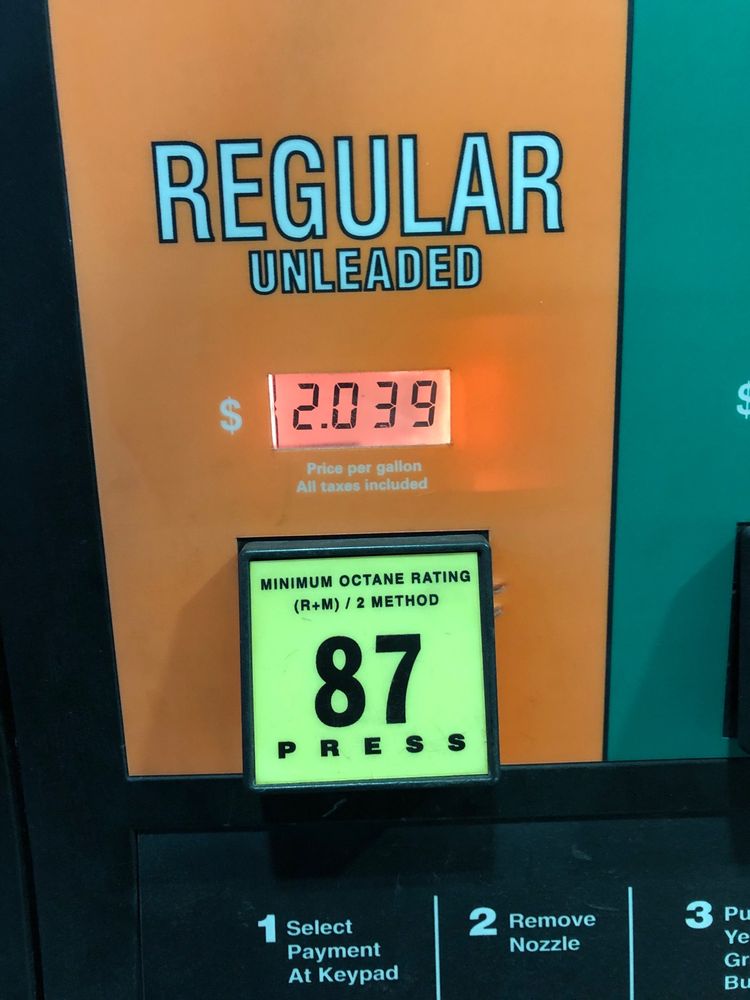 REGULAR
UNLEADED
$ 2.039
$
Price per gallon
All taxes included
MINIMUM OCTANE RATING
(R+M) / 2 METHOD
87
PRESS
1 Select
Payment
At Keypad
2 Remove
Nozzle
3